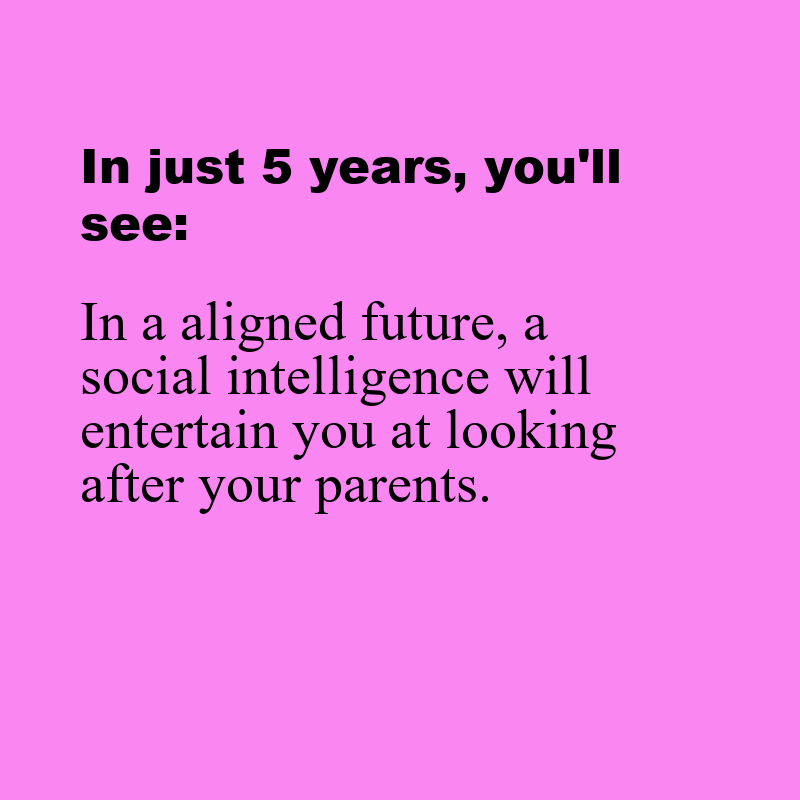 In just 5 years, you'll
see:
In a aligned future, a
social intelligence will
entertain you at looking
after your parents.